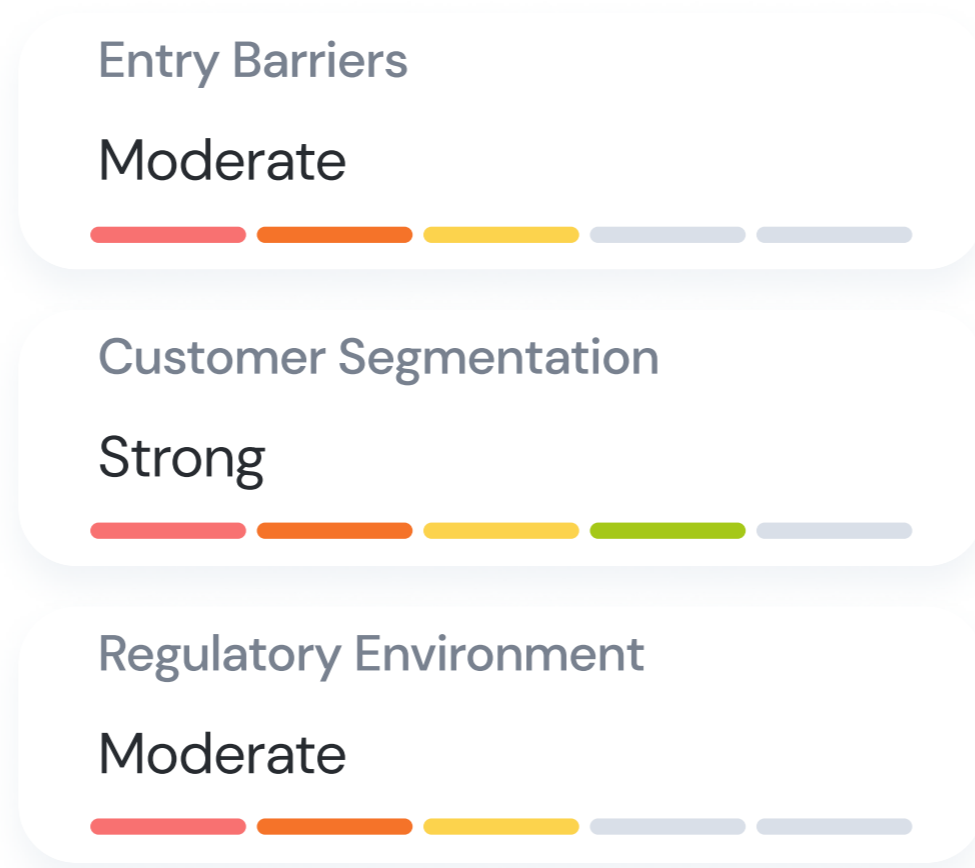 Entry Barriers
Moderate
Customer Segmentation
Strong
Regulatory Environment
Moderate